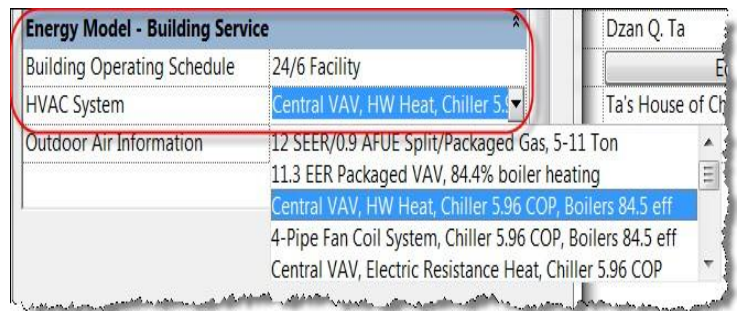 Energy Model - Building Service
Dzan Q. Ta
Building Operating Schedule 24/6 Facility
HVAC System Central VAV, HW Heat, Chiller
Ta's House of
Outdoor Air Information 12 SEER/0.9 AFUE Split/Packaged Gas, 5-11 Ton
11.3 EER Packaged VAV, 84.4% boiler heating
Central VAV, HW Heat, Chiller 5.96 COP, Boilers 84.5 eff
4-Pipe Fan Coil System, Chiller 5.96 COP, Boilers 84.5 eff
Central VAV, Electric Resistance Heat, Chiller 5.96 COP